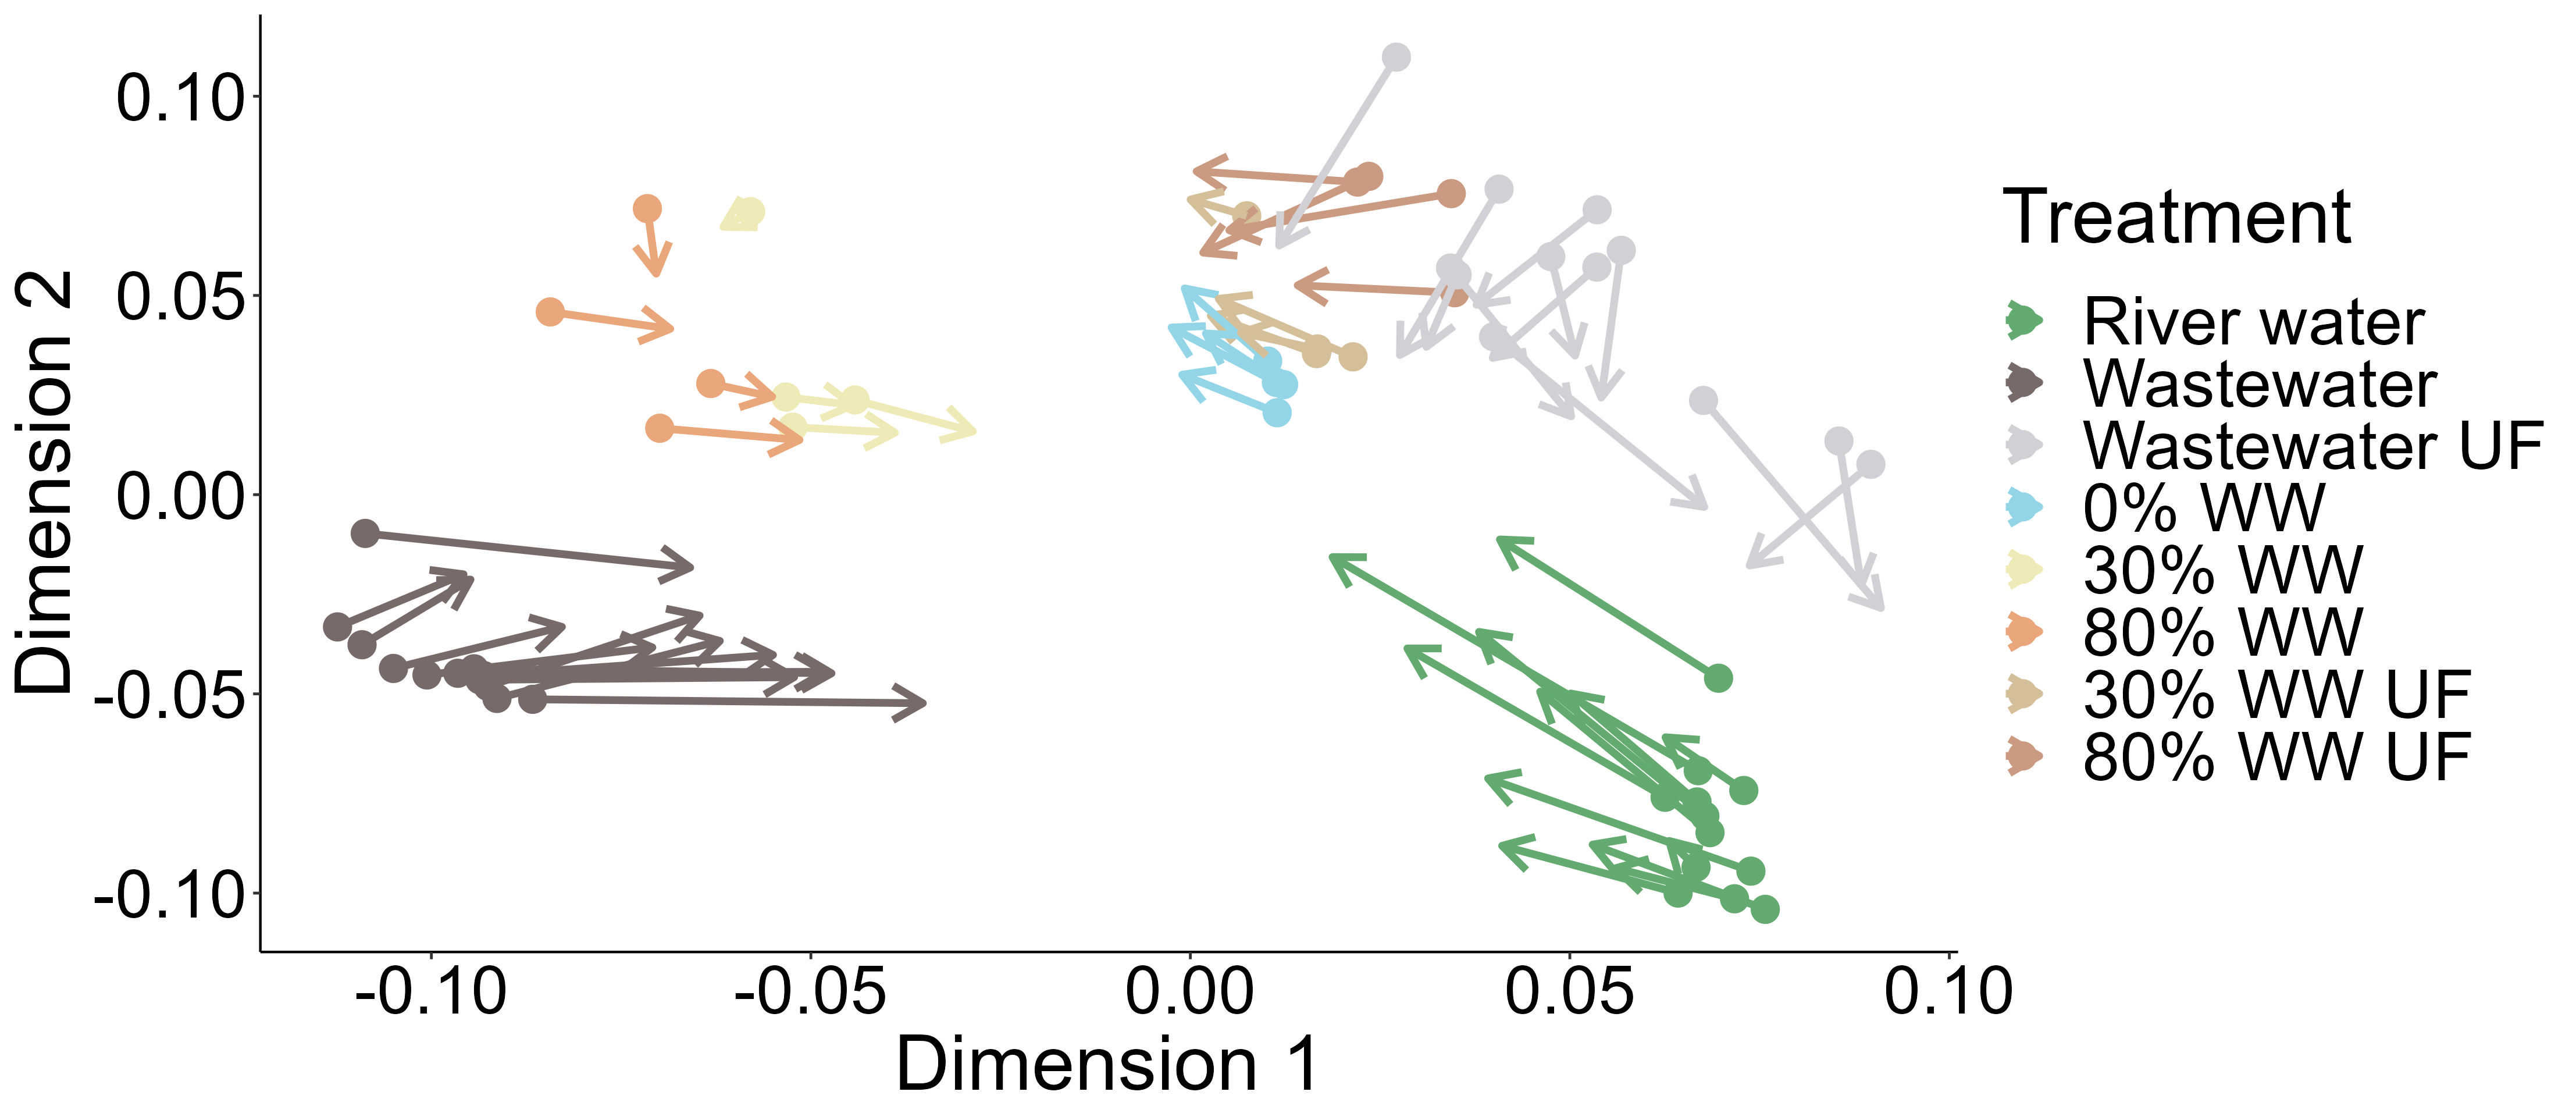 0.10
0.05
0.00
-0.05
-0.10
Dimension 2
-0.10
-0.05
0.00
0.05
0.10
Dimension 1
Treatment
River water
Wastewater
Wastewater UF
0% WW
30% WW
80% WW
30% WW UF
80% WW UF